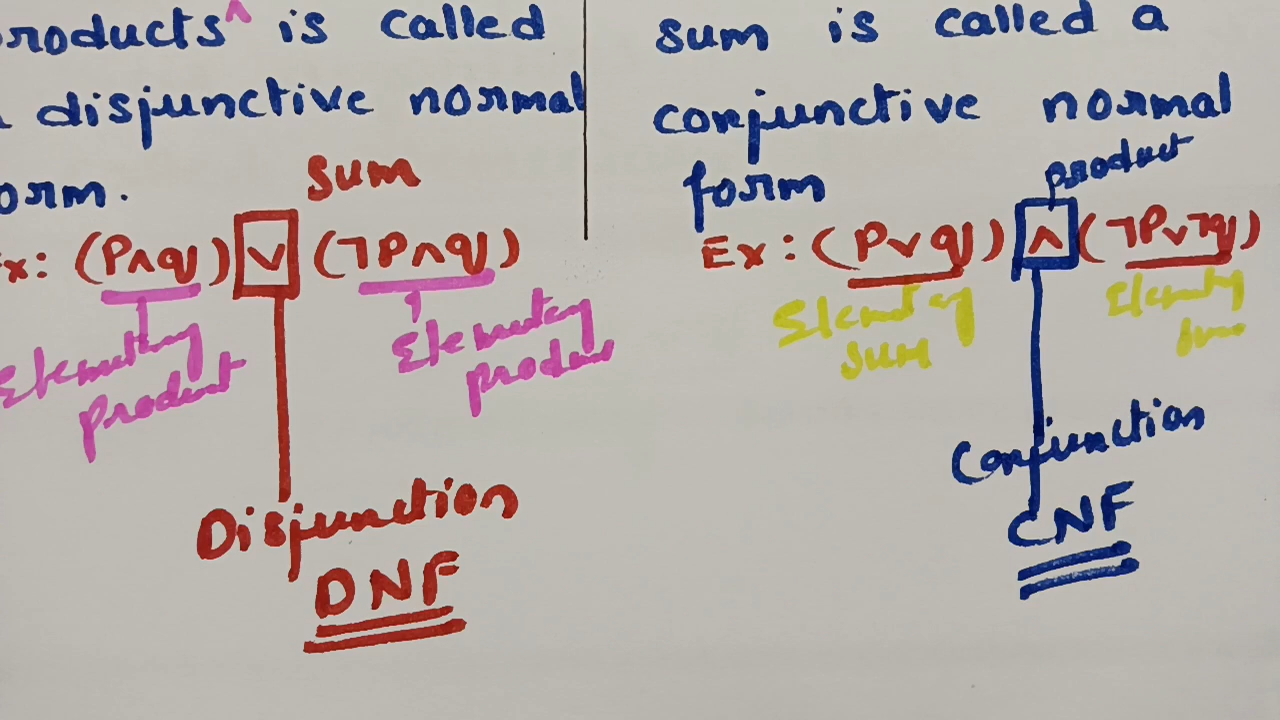 products^ is called
disjunctive normal
form.
sum
Ex: (P∧q) ∨ (¬P∧q)
Elementary
product
Elementary
product
Disjunction
DNF
sum is called a
conjunctive normal
form
product
Ex: (P∨q) ∧ (¬P∨¬q)
sum
Conjunction
CNF